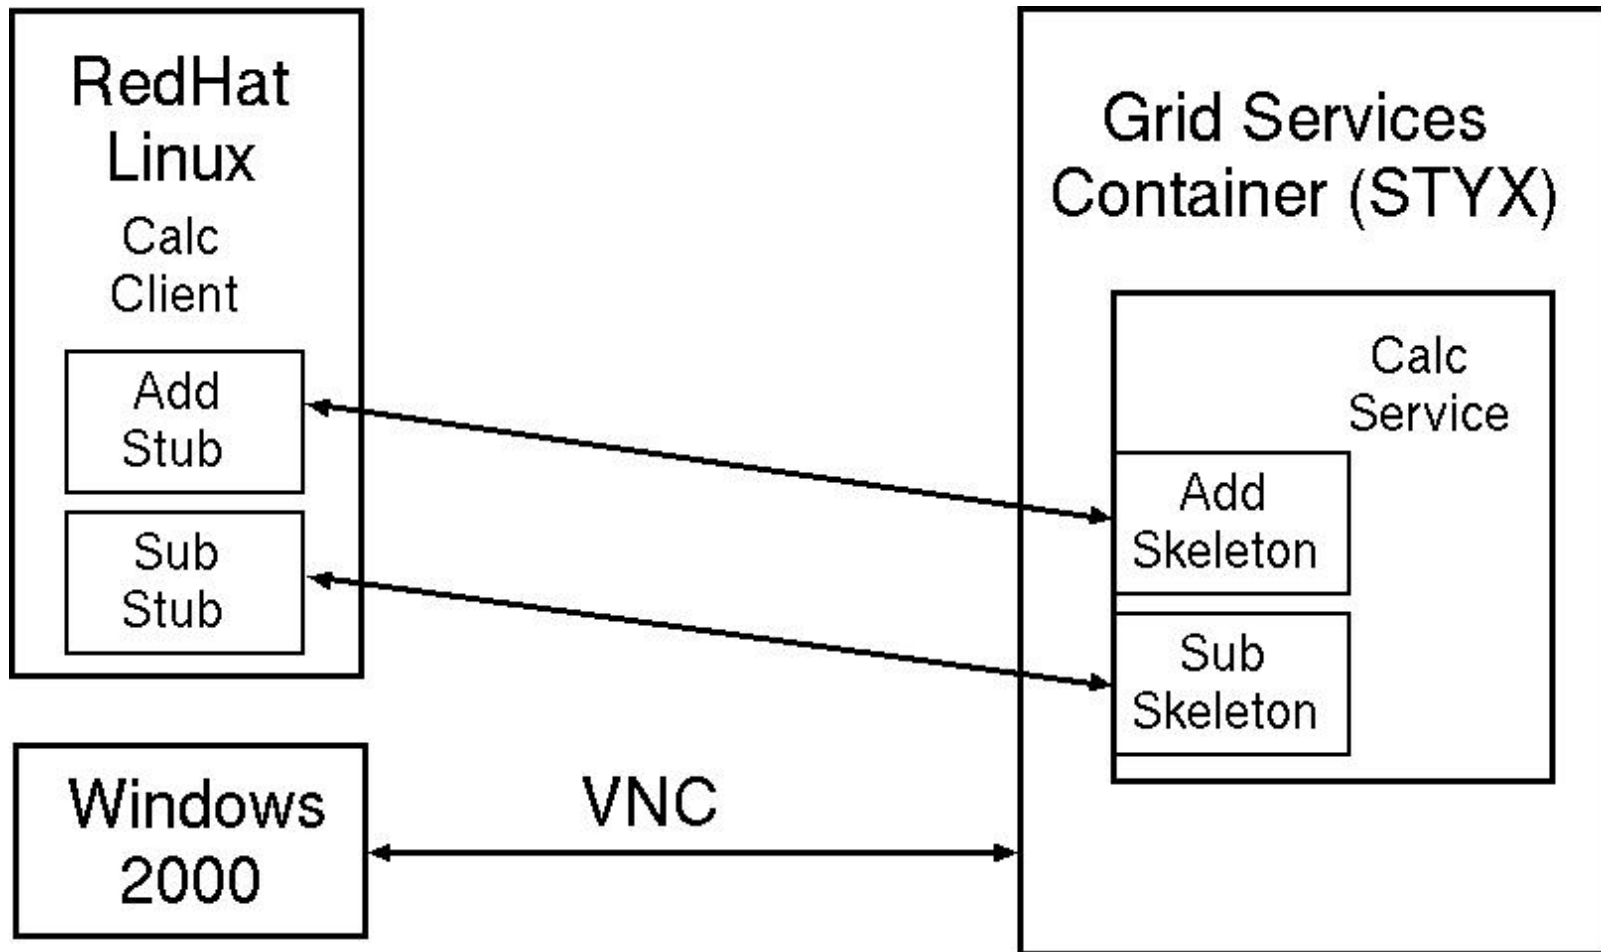 RedHat
Linux
Calc
Client
Add
Stub
Sub
Stub
Windows
2000
VNC
Grid Services
Container (STYX)
Calc
Service
Add
Skeleton
Sub
Skeleton